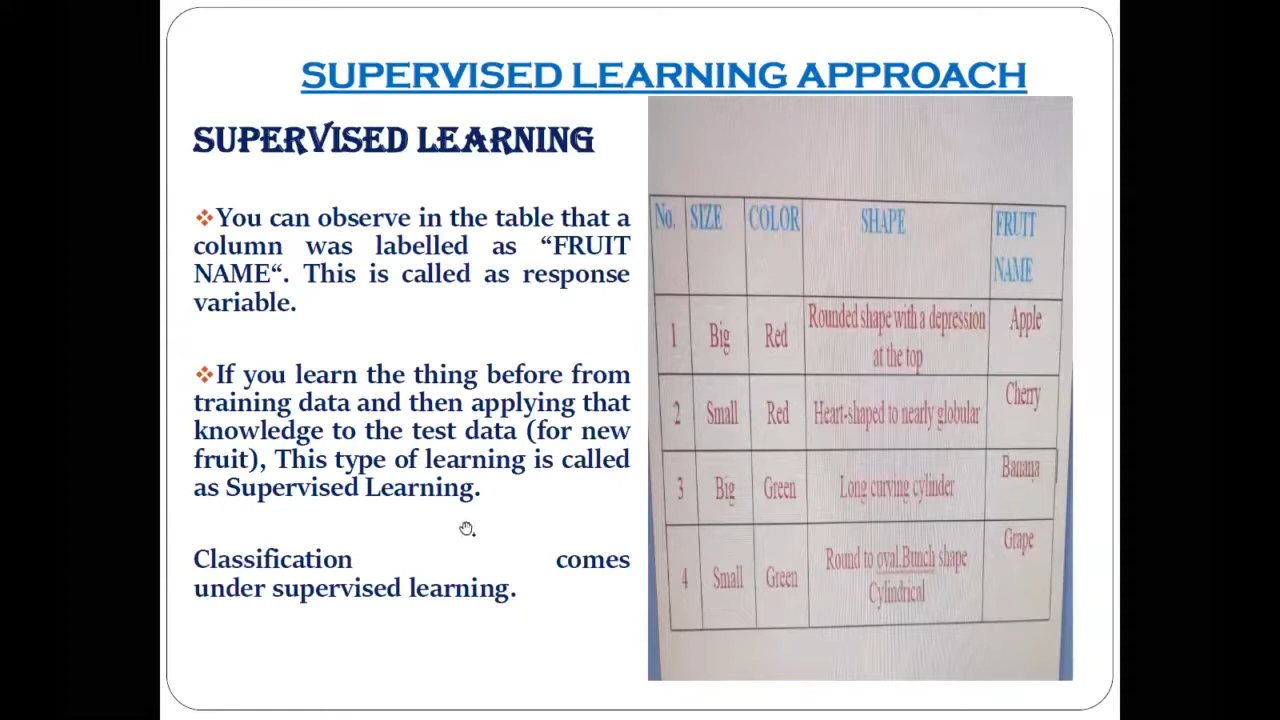 SUPERVISED LEARNING APPROACH
SUPERVISED LEARNING
You can observe in the table that a
column was labelled as “FRUIT
NAME“. This is called as response
variable.
If you learn the thing before from
training data and then applying that
knowledge to the test data (for new
fruit), This type of learning is called
as Supervised Learning.
Classification comes
under supervised learning.
No. SIZE COLOR SHAPE FRUIT
NAME
1 Big Red Rounded shape with a depression Apple
at the top
2 Small Red Heart-shaped to nearly globular Cherry
3 Big Green Long curving cylinder Banana
4 Small Green Round to oval.Bunch shape Grape
Cylindrical